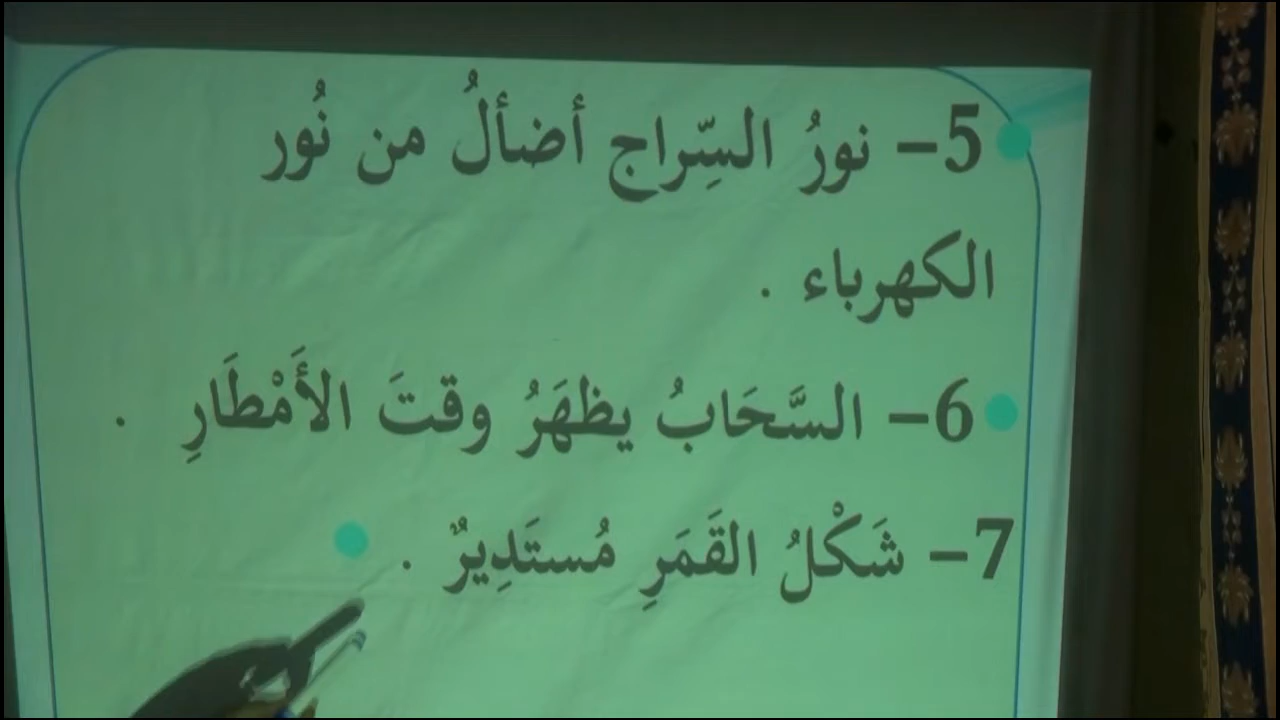 5- نورُ السِّراج أضألُ من نُور
الكهرباء .
6- السَّحَابُ يظهَرُ وقتَ الأَمْطَارِ .
7- شَكْلُ القَمَرِ مُستَدِيرٌ .